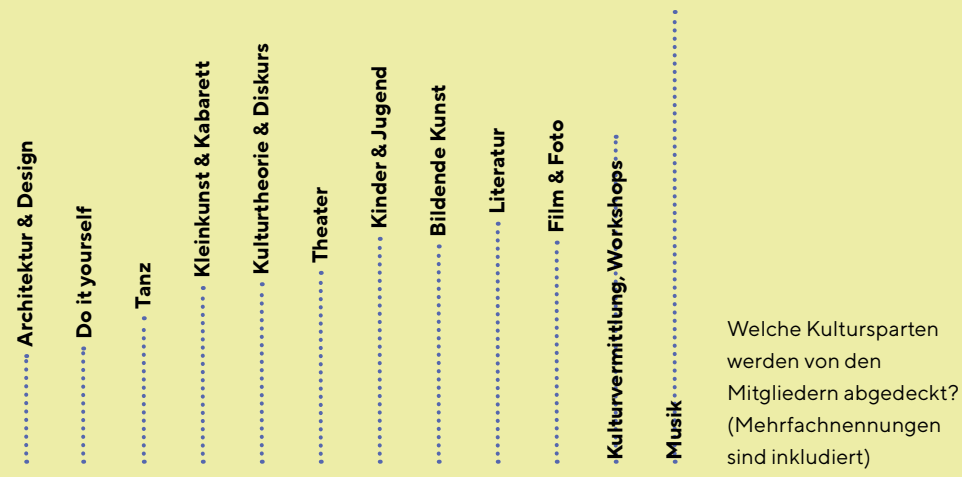 Architektur & Design
Do it yourself
Tanz
Kleinkunst & Kabarett
Kulturtheorie & Diskurs
Theater
Kinder & Jugend
Bildende Kunst
Literatur
Film & Foto
Kulturvermittlung, Workshops
Musik
Welche Kultursparten
werden von den
Mitgliedern abgedeckt?
(Mehrfachnennungen
sind inkludiert)